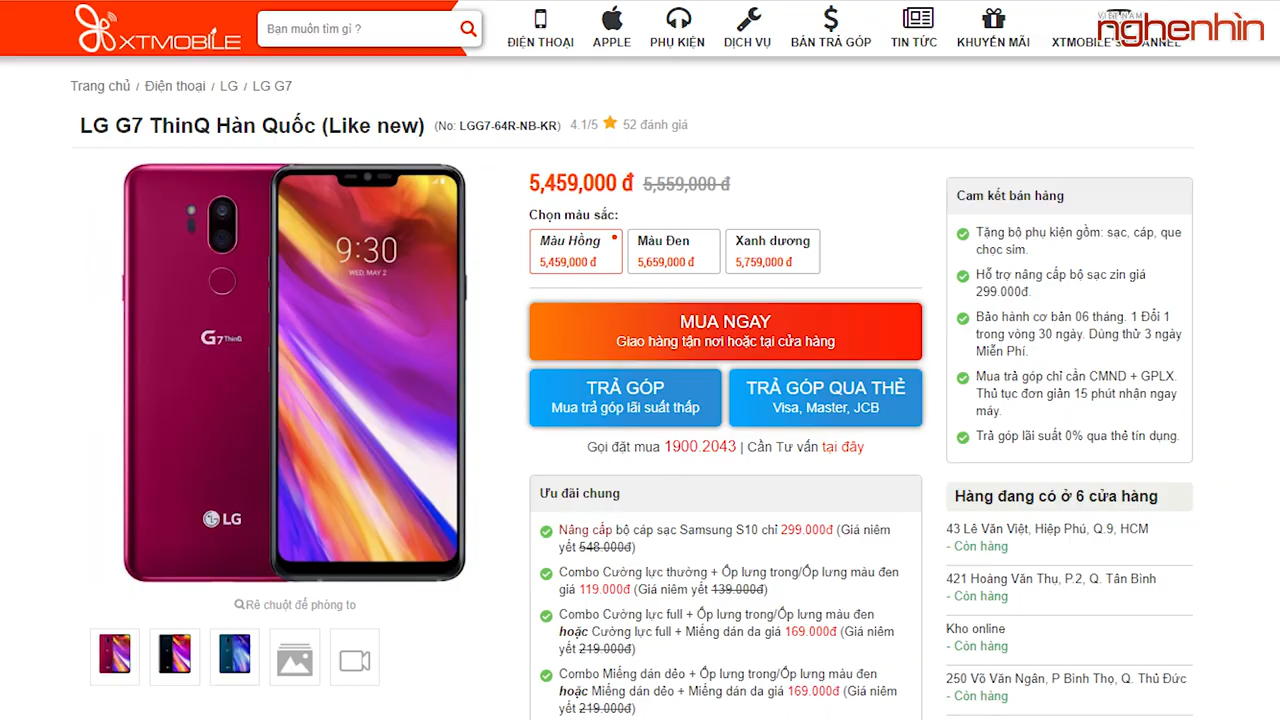 XTMOBILE
Bạn muốn tìm gì ?
ĐIỆN THOẠI
APPLE
PHỤ KIỆN
DỊCH VỤ
BÁN TRẢ GÓP
TIN TỨC
KHUYẾN MÃI
XTMOBILE'S CHANNEL
VIỆT NAM
nghenhìn
Trang chủ / Điện thoại / LG / LG G7
LG G7 ThinQ Hàn Quốc (Like new) (No: LGG7-64R-NB-KR) 4.1/5 52 đánh giá
9:30
WED, MAY 2
G7 ThinQ
LG
Rê chuột để phóng to
5,459,000 đ 5,559,000 đ
Chọn màu sắc:
Màu Hồng
5,459,000 đ
Màu Đen
5,659,000 đ
Xanh dương
5,759,000 đ
MUA NGAY
Giao hàng tận nơi hoặc tại cửa hàng
TRẢ GÓP
Mua trả góp lãi suất thấp
TRẢ GÓP QUA THẺ
Visa, Master, JCB
Gọi đặt mua 1900.2043 | Cần Tư vấn tại đây
Ưu đãi chung
Nâng cấp bộ cáp sạc Samsung S10 chỉ 299.000đ (Giá niêm
yết 548.000đ)
Combo Cường lực thường + Ốp lưng trong/Ốp lưng màu đen
giá 119.000đ (Giá niêm yết 139.000đ)
Combo Cường lực full + Ốp lưng trong/Ốp lưng màu đen
hoặc Cường lực full + Miếng dán da giá 169.000đ (Giá niêm
yết 219.000đ)
Combo Miếng dán dẻo + Ốp lưng trong/Ốp lưng màu đen
hoặc Miếng dán dẻo + Miếng dán da giá 169.000đ (Giá niêm
yết 219.000đ)
Cam kết bán hàng
Tặng bộ phụ kiện gồm: sạc, cáp, que
chọc sim.
Hỗ trợ nâng cấp bộ sạc zin giá
299.000đ.
Bảo hành cơ bản 06 tháng. 1 Đổi 1
trong vòng 30 ngày. Dùng thử 3 ngày
Miễn Phí.
Mua trả góp chỉ cần CMND + GPLX.
Thủ tục đơn giản 15 phút nhận ngay
máy.
Trả góp lãi suất 0% qua thẻ tín dụng.
Hàng đang có ở 6 cửa hàng
43 Lê Văn Việt, Hiệp Phú, Q.9, HCM
- Còn hàng
421 Hoàng Văn Thụ, P.2, Q. Tân Bình
- Còn hàng
Kho online
- Còn hàng
250 Võ Văn Ngân, P Bình Thọ, Q. Thủ Đức
- Còn hàng